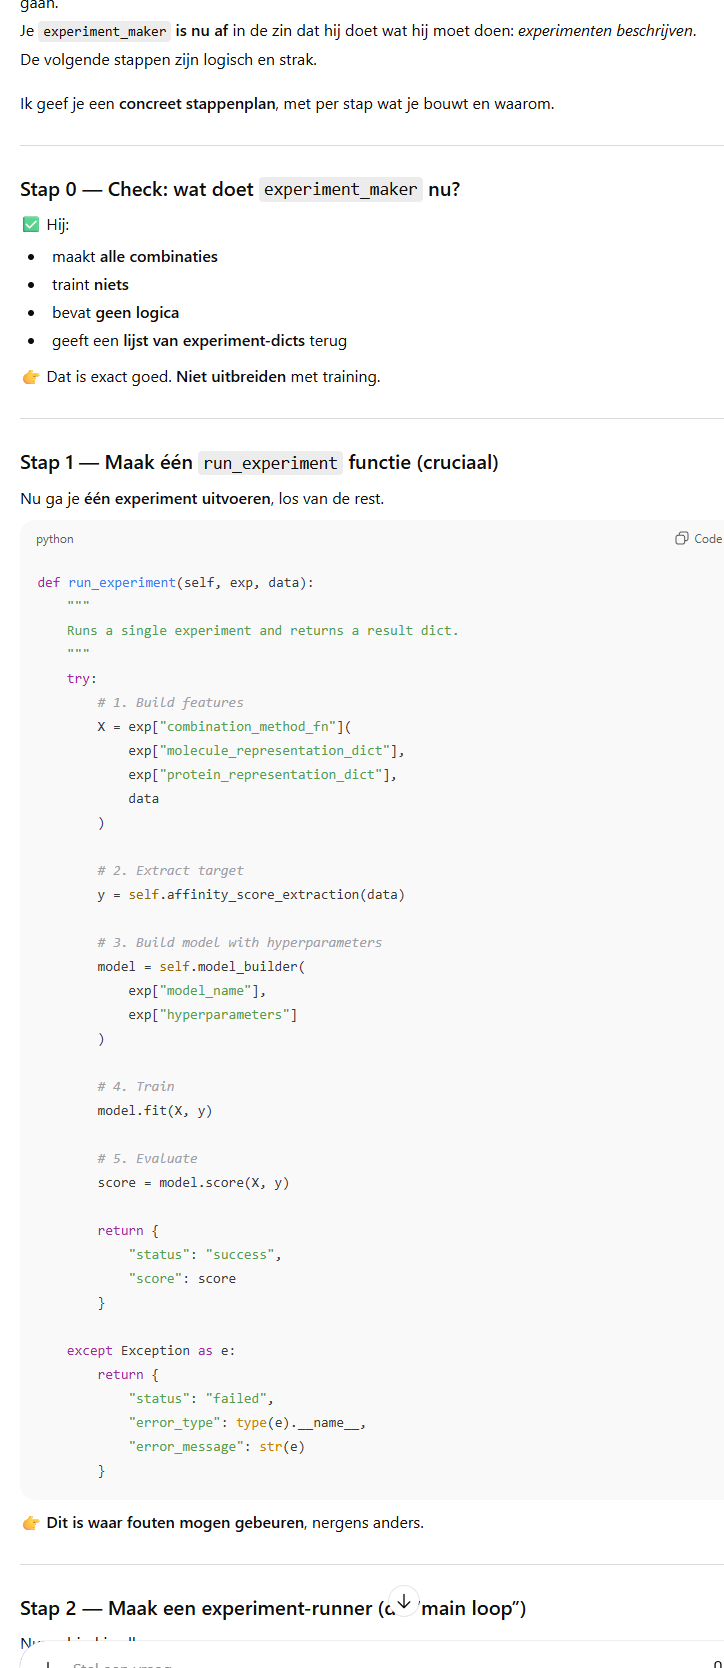 gaan.
Je experiment_maker is nu af in de zin dat hij doet wat hij moet doen: experimenten beschrijven.
De volgende stappen zijn logisch en strak.
Ik geef je een concreet stappenplan, met per stap wat je bouwt en waarom.
Stap 0 — Check: wat doet experiment_maker nu?
✅ Hij:
• maakt alle combinaties
• traint niets
• bevat geen logica
• geeft een lijst van experiment-dicts terug
👉 Dat is exact goed. Niet uitbreiden met training.
Stap 1 — Maak één run_experiment functie (cruciaal)
Nu ga je één experiment uitvoeren, los van de rest.
python Code
def run_experiment(self, exp, data):
    """
    Runs a single experiment and returns a result dict.
    """
    try:
        # 1. Build features
        X = exp["combination_method_fn"](
            exp["molecule_representation_dict"],
            exp["protein_representation_dict"],
            data
        )
        # 2. Extract target
        y = self.affinity_score_extraction(data)
        # 3. Build model with hyperparameters
        model = self.model_builder(
            exp["model_name"],
            exp["hyperparameters"]
        )
        # 4. Train
        model.fit(X, y)
        # 5. Evaluate
        score = model.score(X, y)
        return {
            "status": "success",
            "score": score
        }
    except Exception as e:
        return {
            "status": "failed",
            "error_type": type(e).__name__,
            "error_message": str(e)
        }
👉 Dit is waar fouten mogen gebeuren, nergens anders.
Stap 2 — Maak een experiment-runner main loop”)